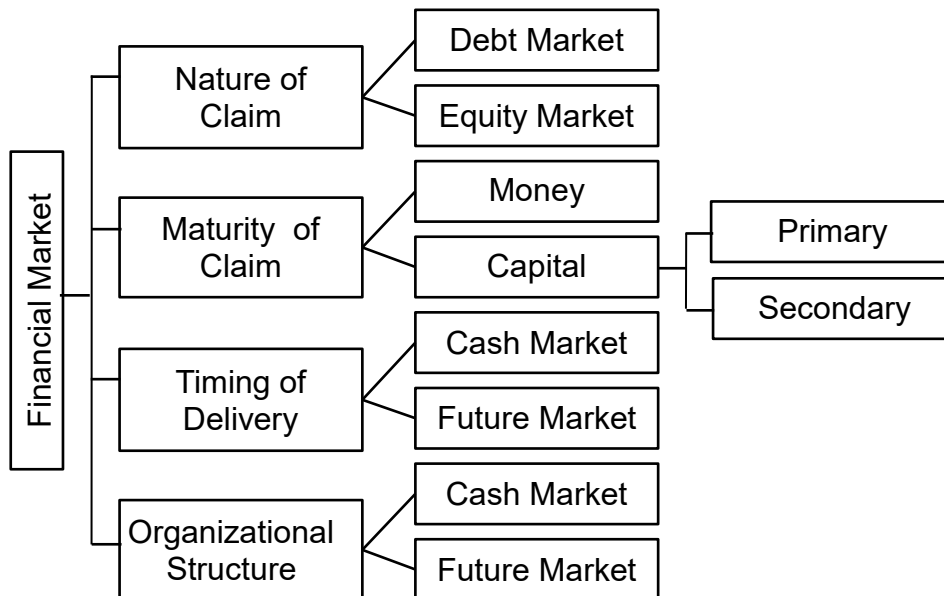 Financial Market
Nature of
Claim
Debt Market
Equity Market
Maturity of
Claim
Money
Capital
Primary
Secondary
Timing of
Delivery
Cash Market
Future Market
Organizational
Structure
Cash Market
Future Market